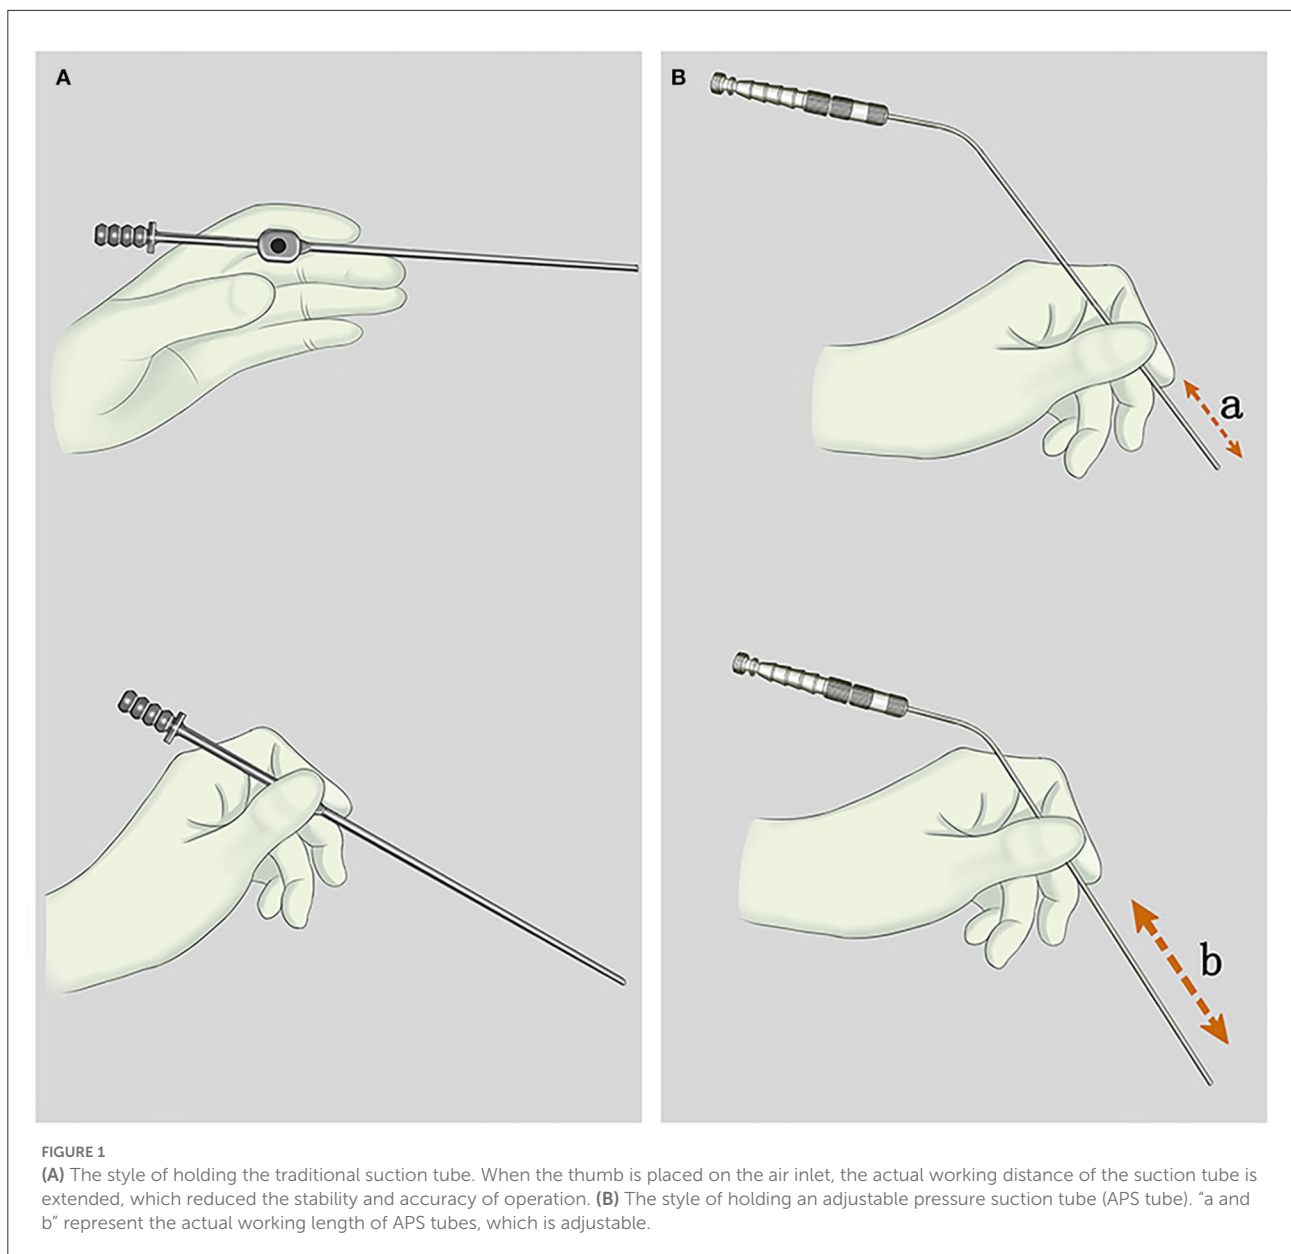 A
B
a
b
FIGURE 1
(A) The style of holding the traditional suction tube. When the thumb is placed on the air inlet, the actual working distance of the suction tube is
extended, which reduced the stability and accuracy of operation. (B) The style of holding an adjustable pressure suction tube (APS tube). “a and
b” represent the actual working length of APS tubes, which is adjustable.